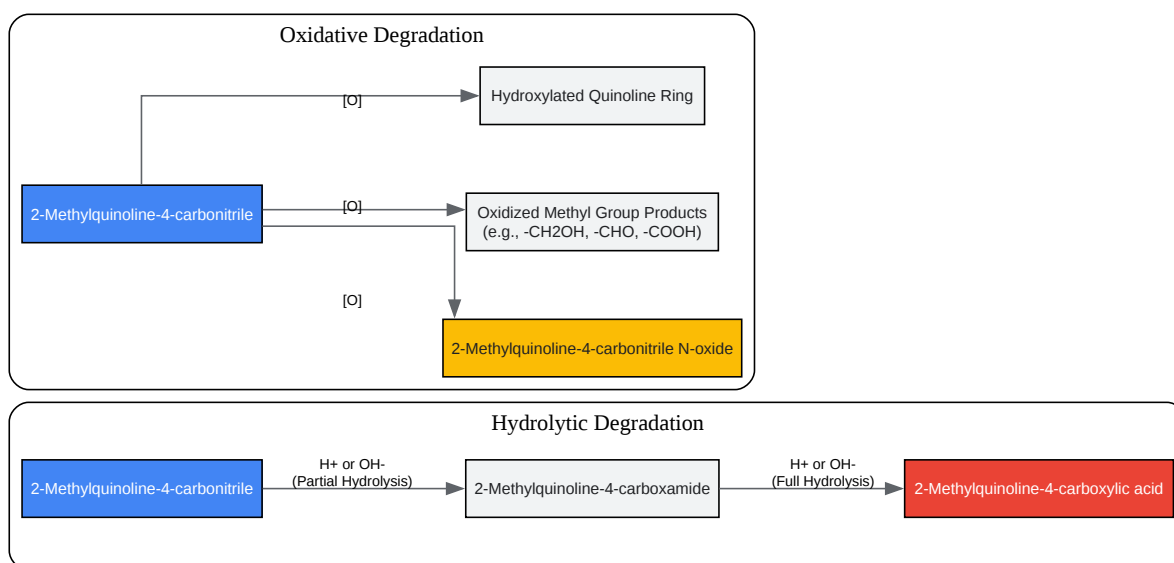 Oxidative Degradation
Hydroxylated Quinoline Ring
[O]
2-Methylquinoline-4-carbonitrile
[O]
Oxidized Methyl Group Products
(e.g., -CH2OH, -CHO, -COOH)
[O]
2-Methylquinoline-4-carbonitrile N-oxide
Hydrolytic Degradation
2-Methylquinoline-4-carbonitrile
H+ or OH-
(Partial Hydrolysis)
2-Methylquinoline-4-carboxamide
H+ or OH-
(Full Hydrolysis)
2-Methylquinoline-4-carboxylic acid